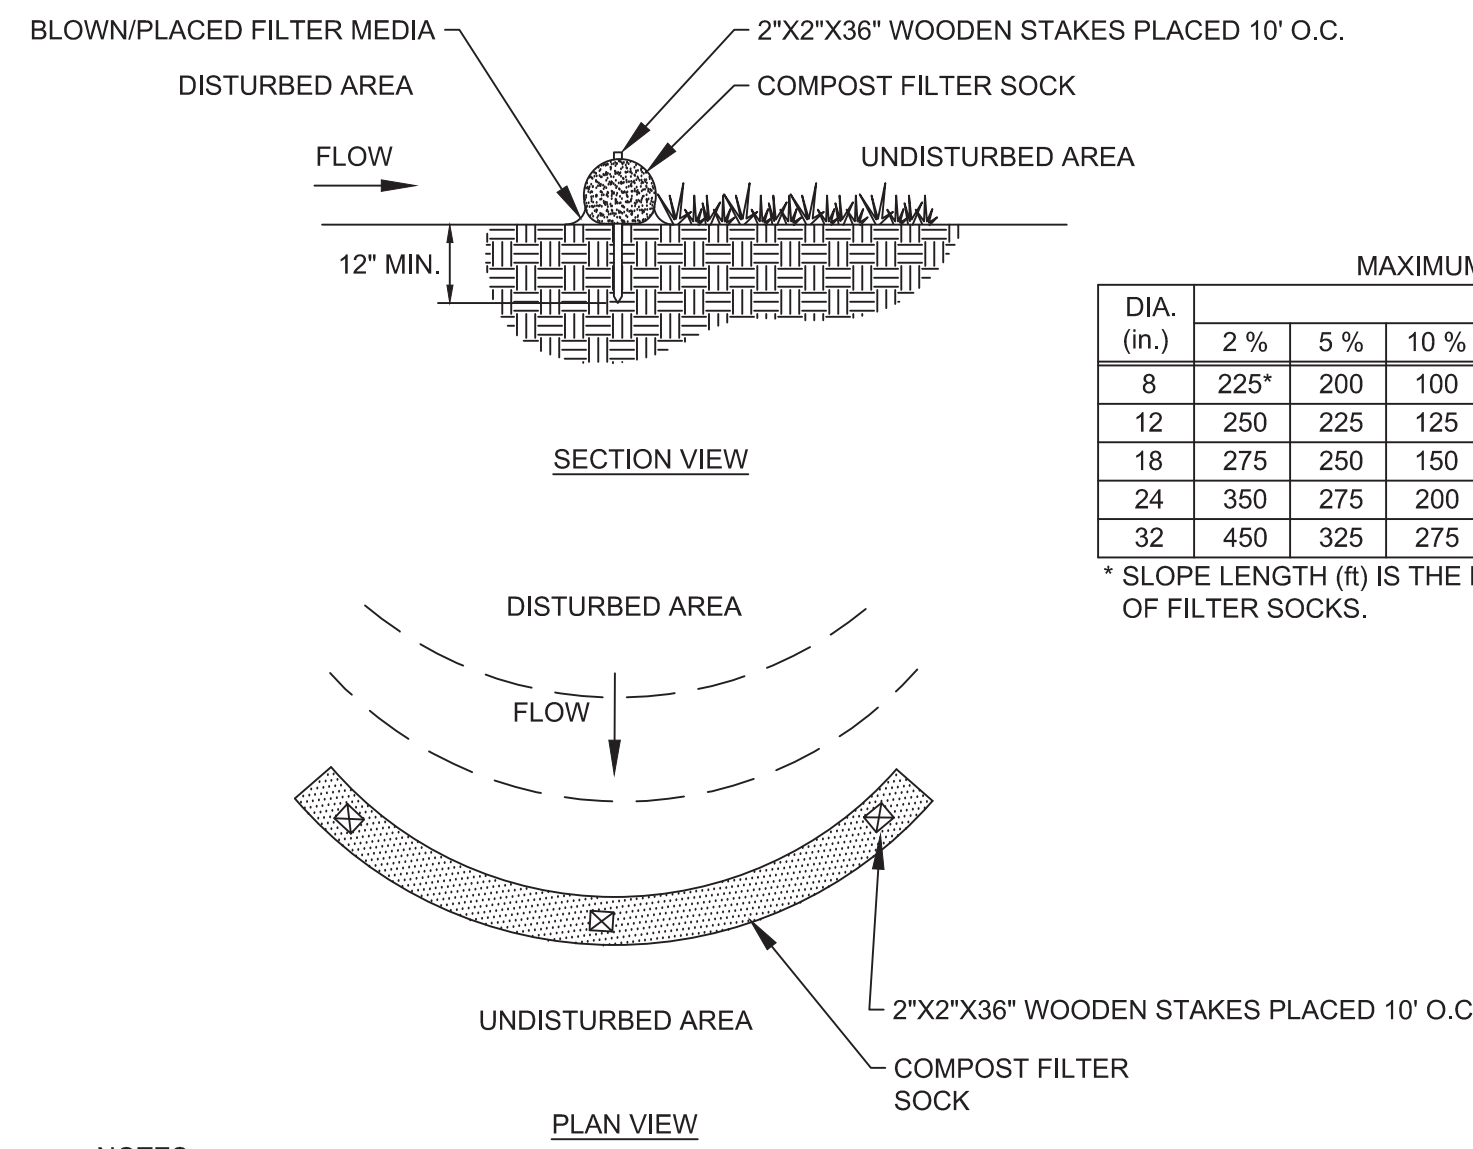 BLOWN/PLACED FILTER MEDIA
2"X2"X36" WOODEN STAKES PLACED 10' O.C.
DISTURBED AREA
COMPOST FILTER SOCK
FLOW
UNDISTURBED AREA
12" MIN.
SECTION VIEW
MAXIMUM
DIA.
(in.)
2 % 5 % 10 %
8 225* 200 100
12 250 225 125
18 275 250 150
24 350 275 200
32 450 325 275
* SLOPE LENGTH (ft) IS THE
OF FILTER SOCKS.
DISTURBED AREA
FLOW
UNDISTURBED AREA
2"X2"X36" WOODEN STAKES PLACED 10' O.C
COMPOST FILTER
SOCK
PLAN VIEW